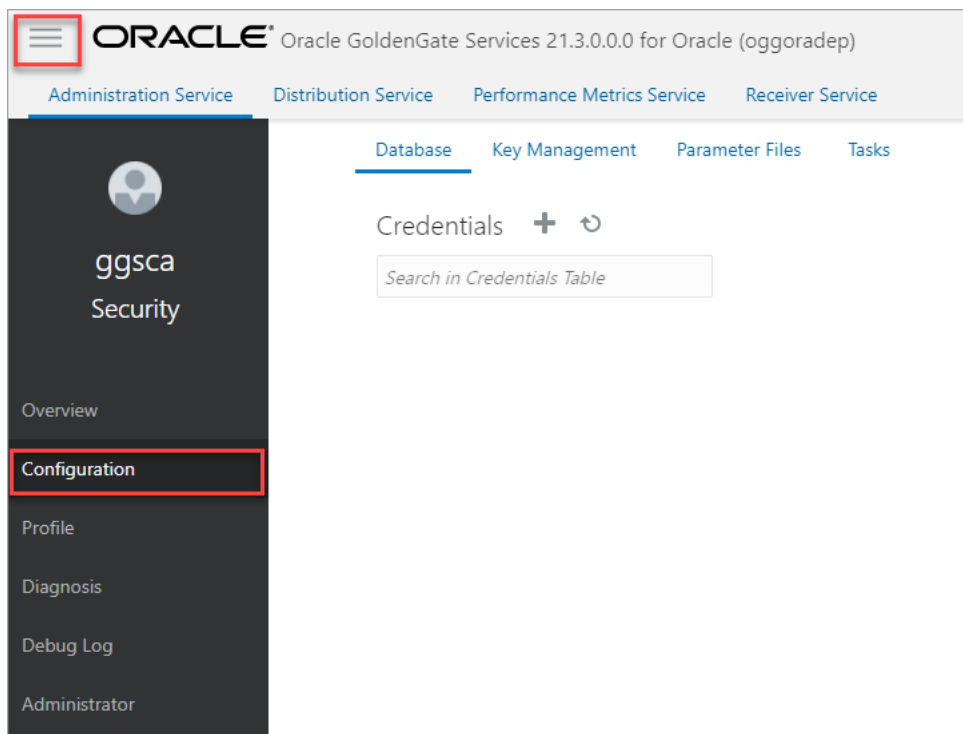 ORACLE Oracle GoldenGate Services 21.3.0.0.0 for Oracle (oggoradep)
Administration Service Distribution Service Performance Metrics Service Receiver Service
Database Key Management Parameter Files Tasks
Credentials
Search in Credentials Table
ggsca
Security
Overview
Configuration
Profile
Diagnosis
Debug Log
Administrator